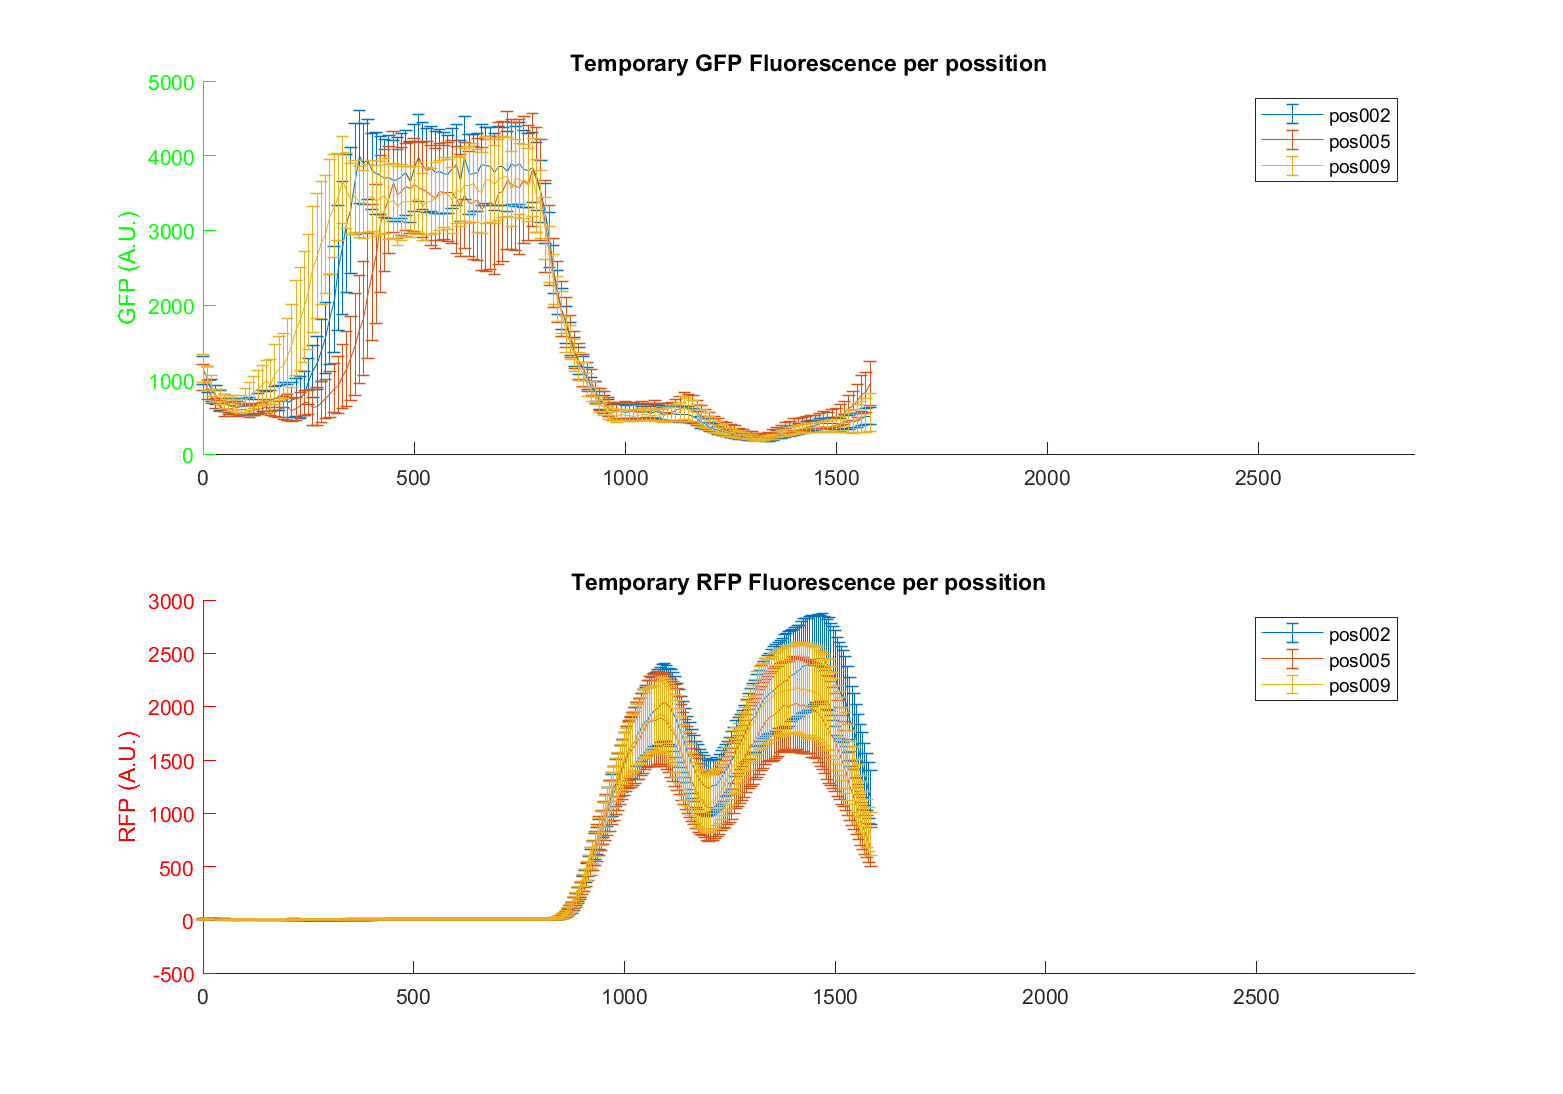 Temporary GFP Fluorescence per possition
GFP (A.U.)
5000
4000
3000
2000
1000
0
0 500 1000 1500 2000 2500
pos002
pos005
pos009
Temporary RFP Fluorescence per possition
RFP (A.U.)
3000
2500
2000
1500
1000
500
0
-500
0 500 1000 1500 2000 2500
pos002
pos005
pos009